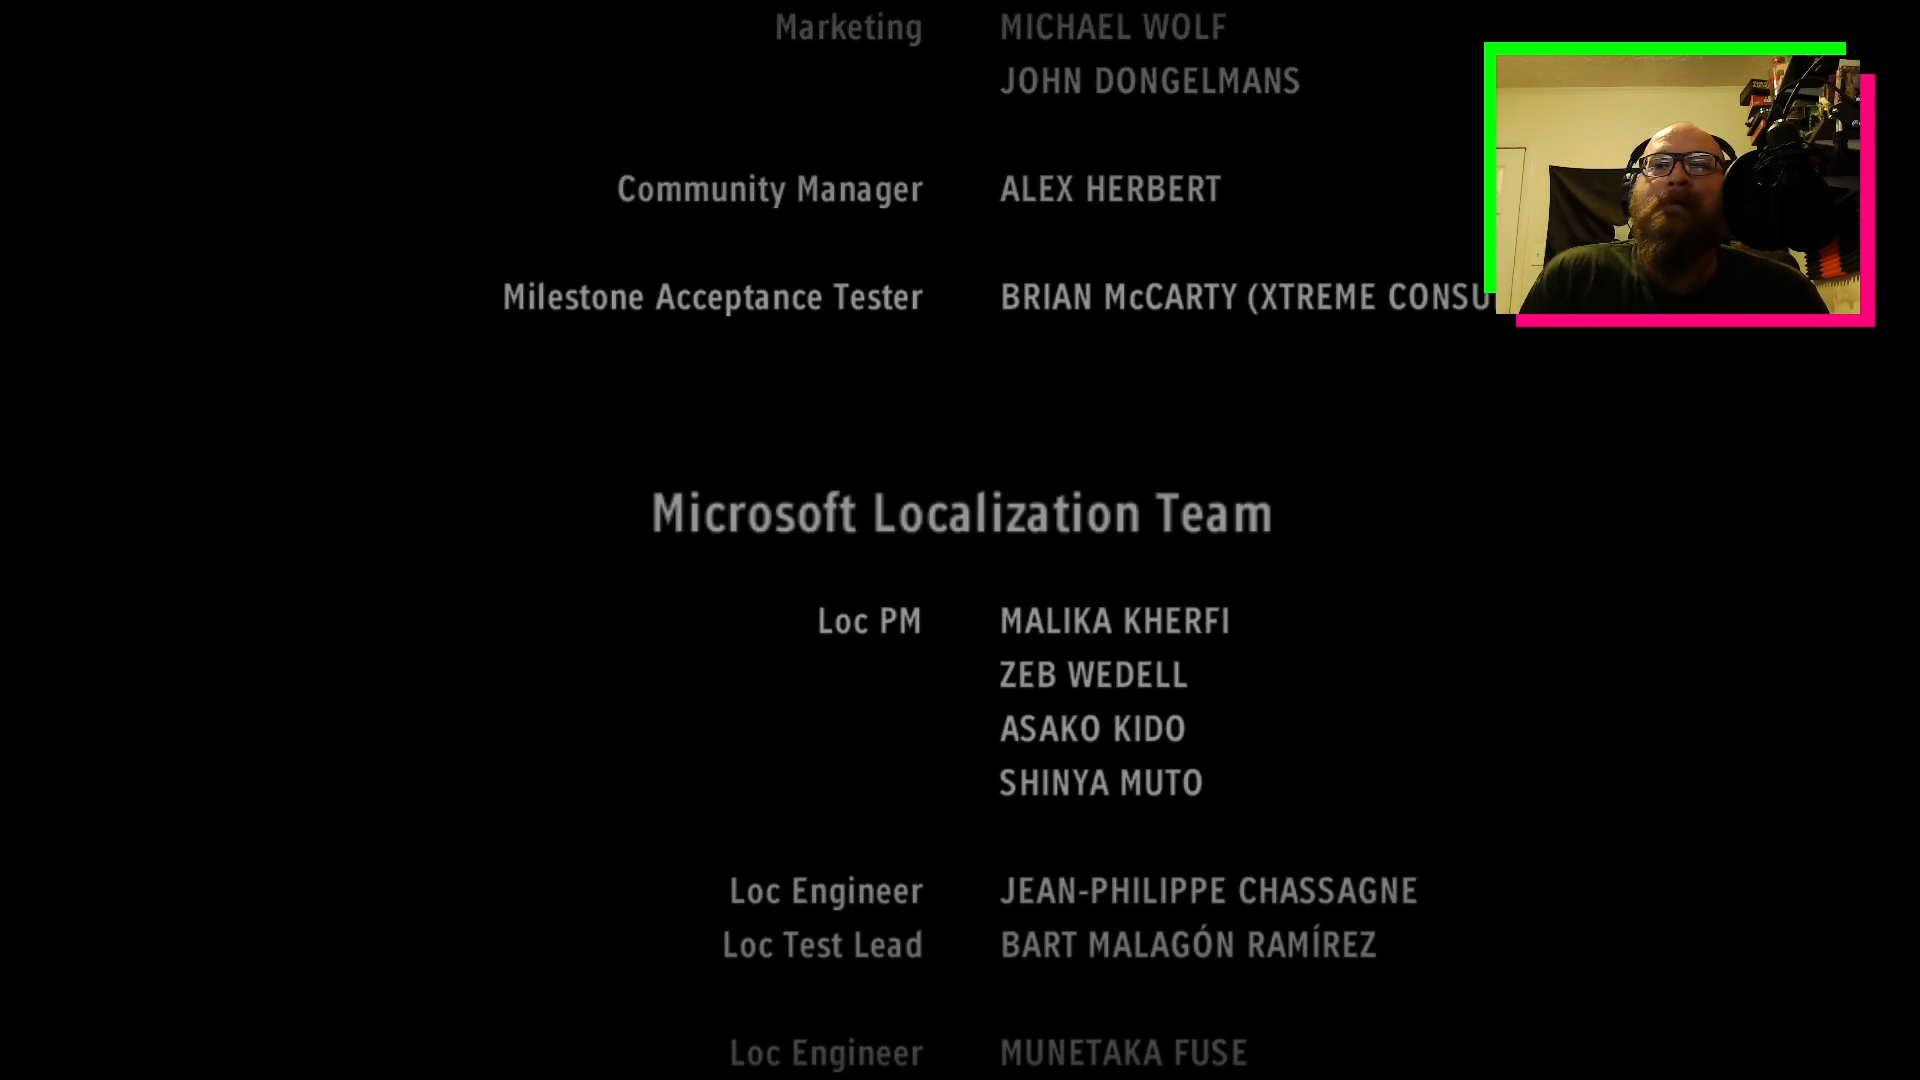 Marketing MICHAEL WOLF
JOHN DONGELMANS
Community Manager ALEX HERBERT
Milestone Acceptance Tester BRIAN McCARTY (XTREME CONSU
Microsoft Localization Team
Loc PM MALIKA KHERFI
ZEB WEDELL
ASAKO KIDO
SHINYA MUTO
Loc Engineer JEAN-PHILIPPE CHASSAGNE
Loc Test Lead BART MALAGÓN RAMÍREZ
Loc Engineer MUNETAKA FUSE